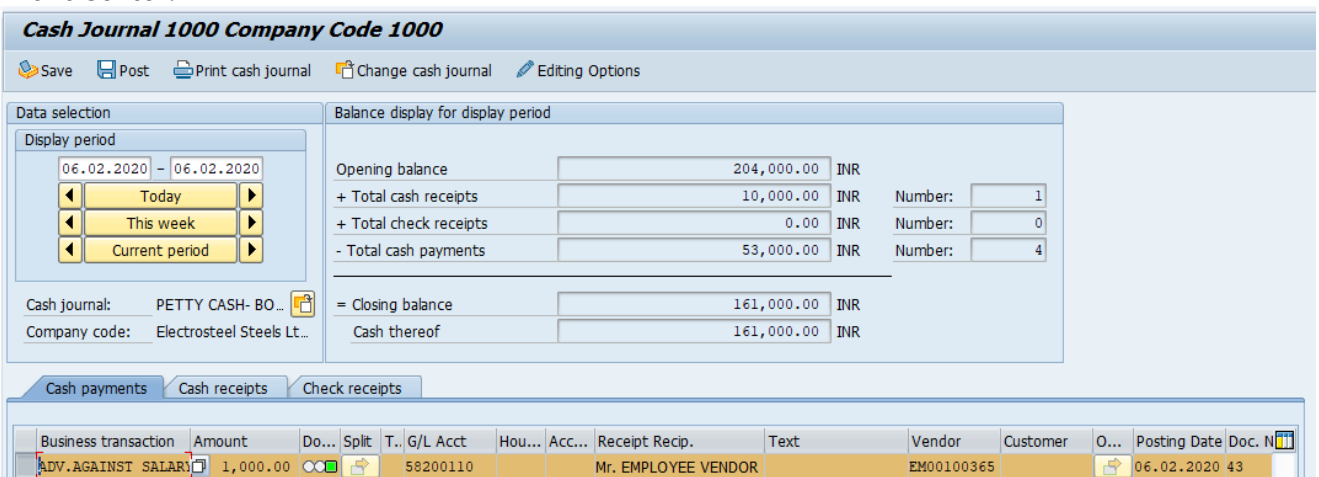 Cash Journal 1000 Company Code 1000
Save Post Print cash journal Change cash journal Editing Options
Data selection
Display period
06.02.2020 - 06.02.2020
Today
This week
Current period
Cash journal: PETTY CASH- BO...
Company code: Electrosteel Steels Lt...
Balance display for display period
Opening balance 204,000.00 INR
+ Total cash receipts 10,000.00 INR Number: 1
+ Total check receipts 0.00 INR Number: 0
- Total cash payments 53,000.00 INR Number: 4
= Closing balance 161,000.00 INR
Cash thereof 161,000.00 INR
Cash payments Cash receipts Check receipts
Business transaction Amount Do... Split T.. G/L Acct Hou... Acc... Receipt Recip. Text Vendor Customer O... Posting Date Doc. N
ADV.AGAINST SALARY 1,000.00 58200110 Mr. EMPLOYEE VENDOR EM00100365 06.02.2020 43